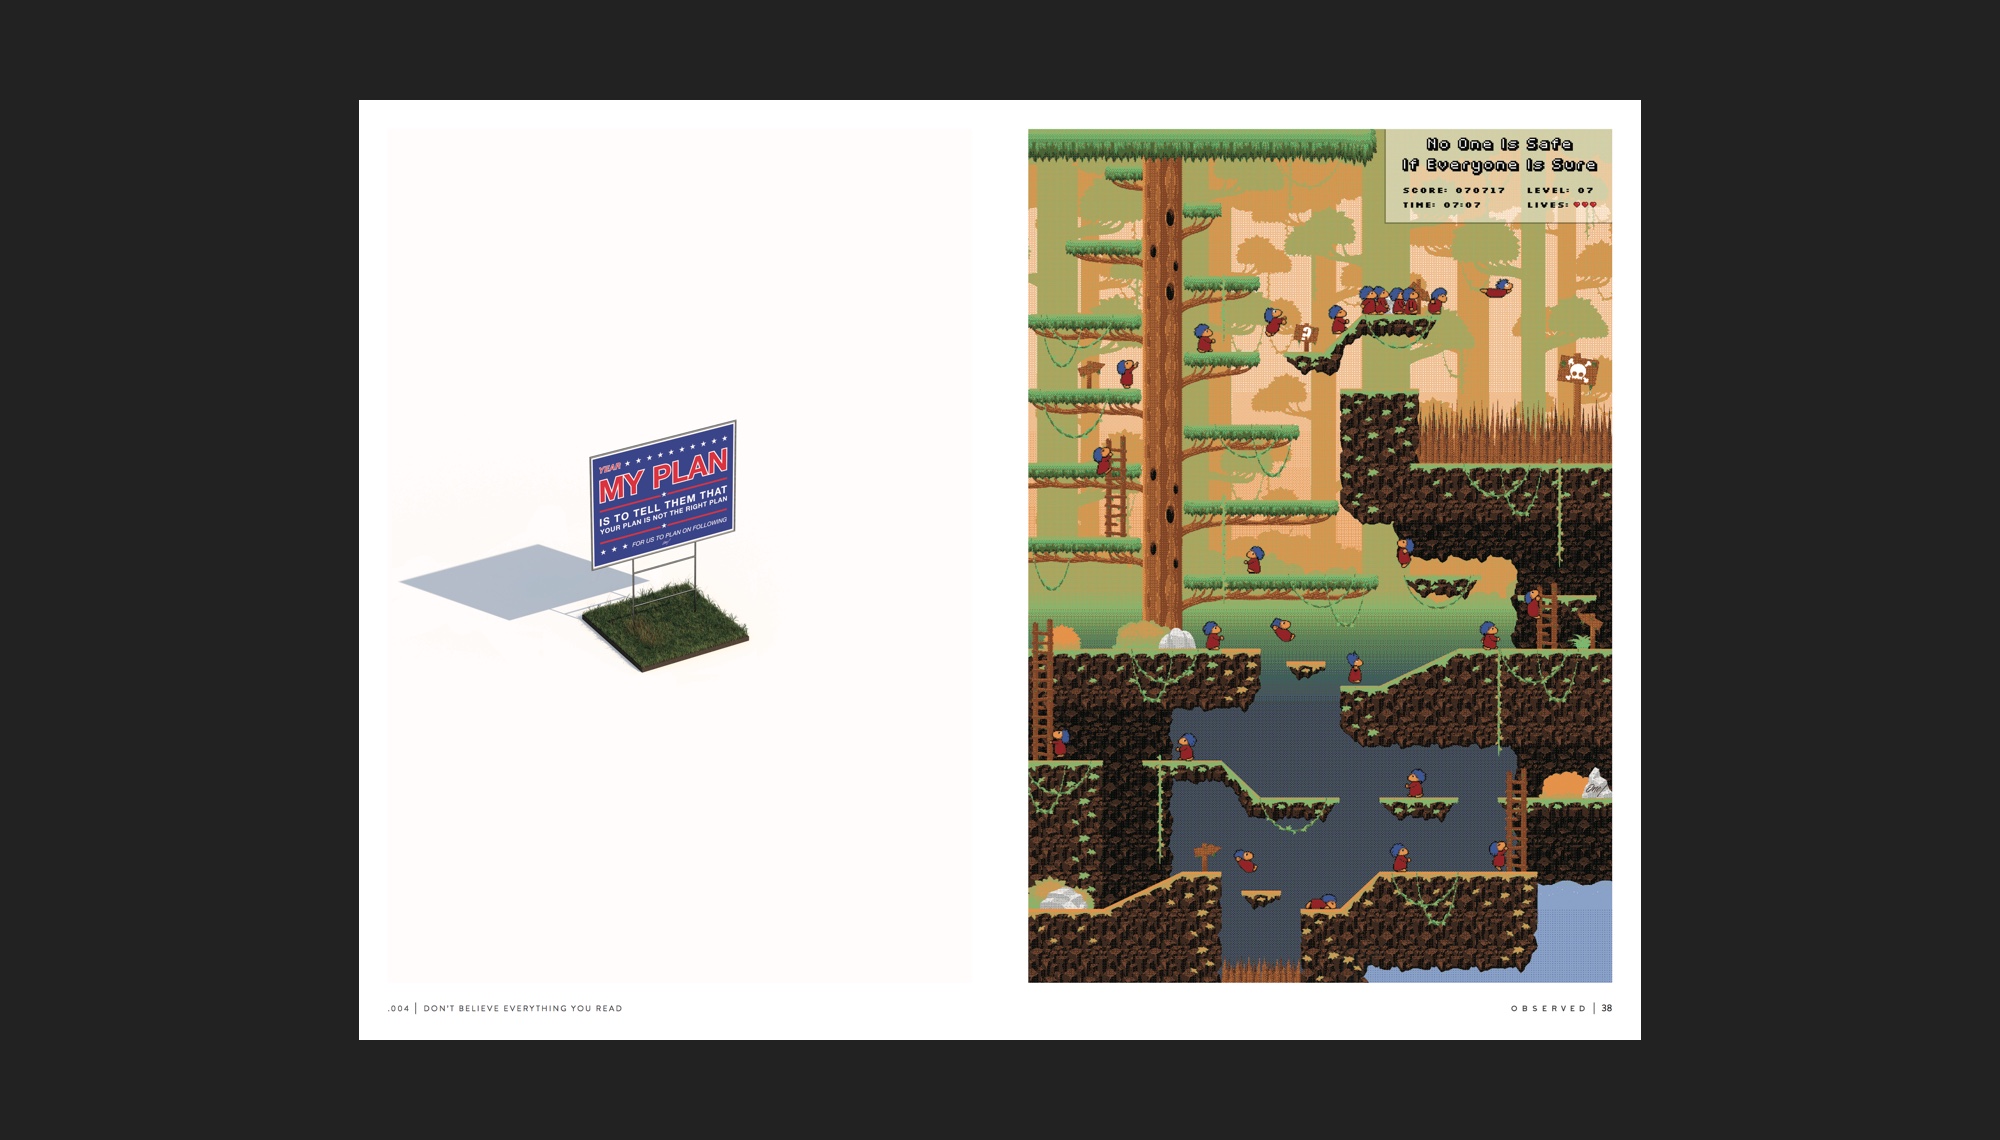 YEAR
MY PLAN
IS TO TELL THEM THAT
YOUR PLAN IS NOT THE RIGHT PLAN
FOR US TO PLAN ON FOLLOWING
No One Is Safe
If Everyone Is Sure
SCORE: 070717 LEVEL: 07
TIME: 07:07 LIVES:
?
.004 | DON'T BELIEVE EVERYTHING YOU READ
OBSERVED | 38